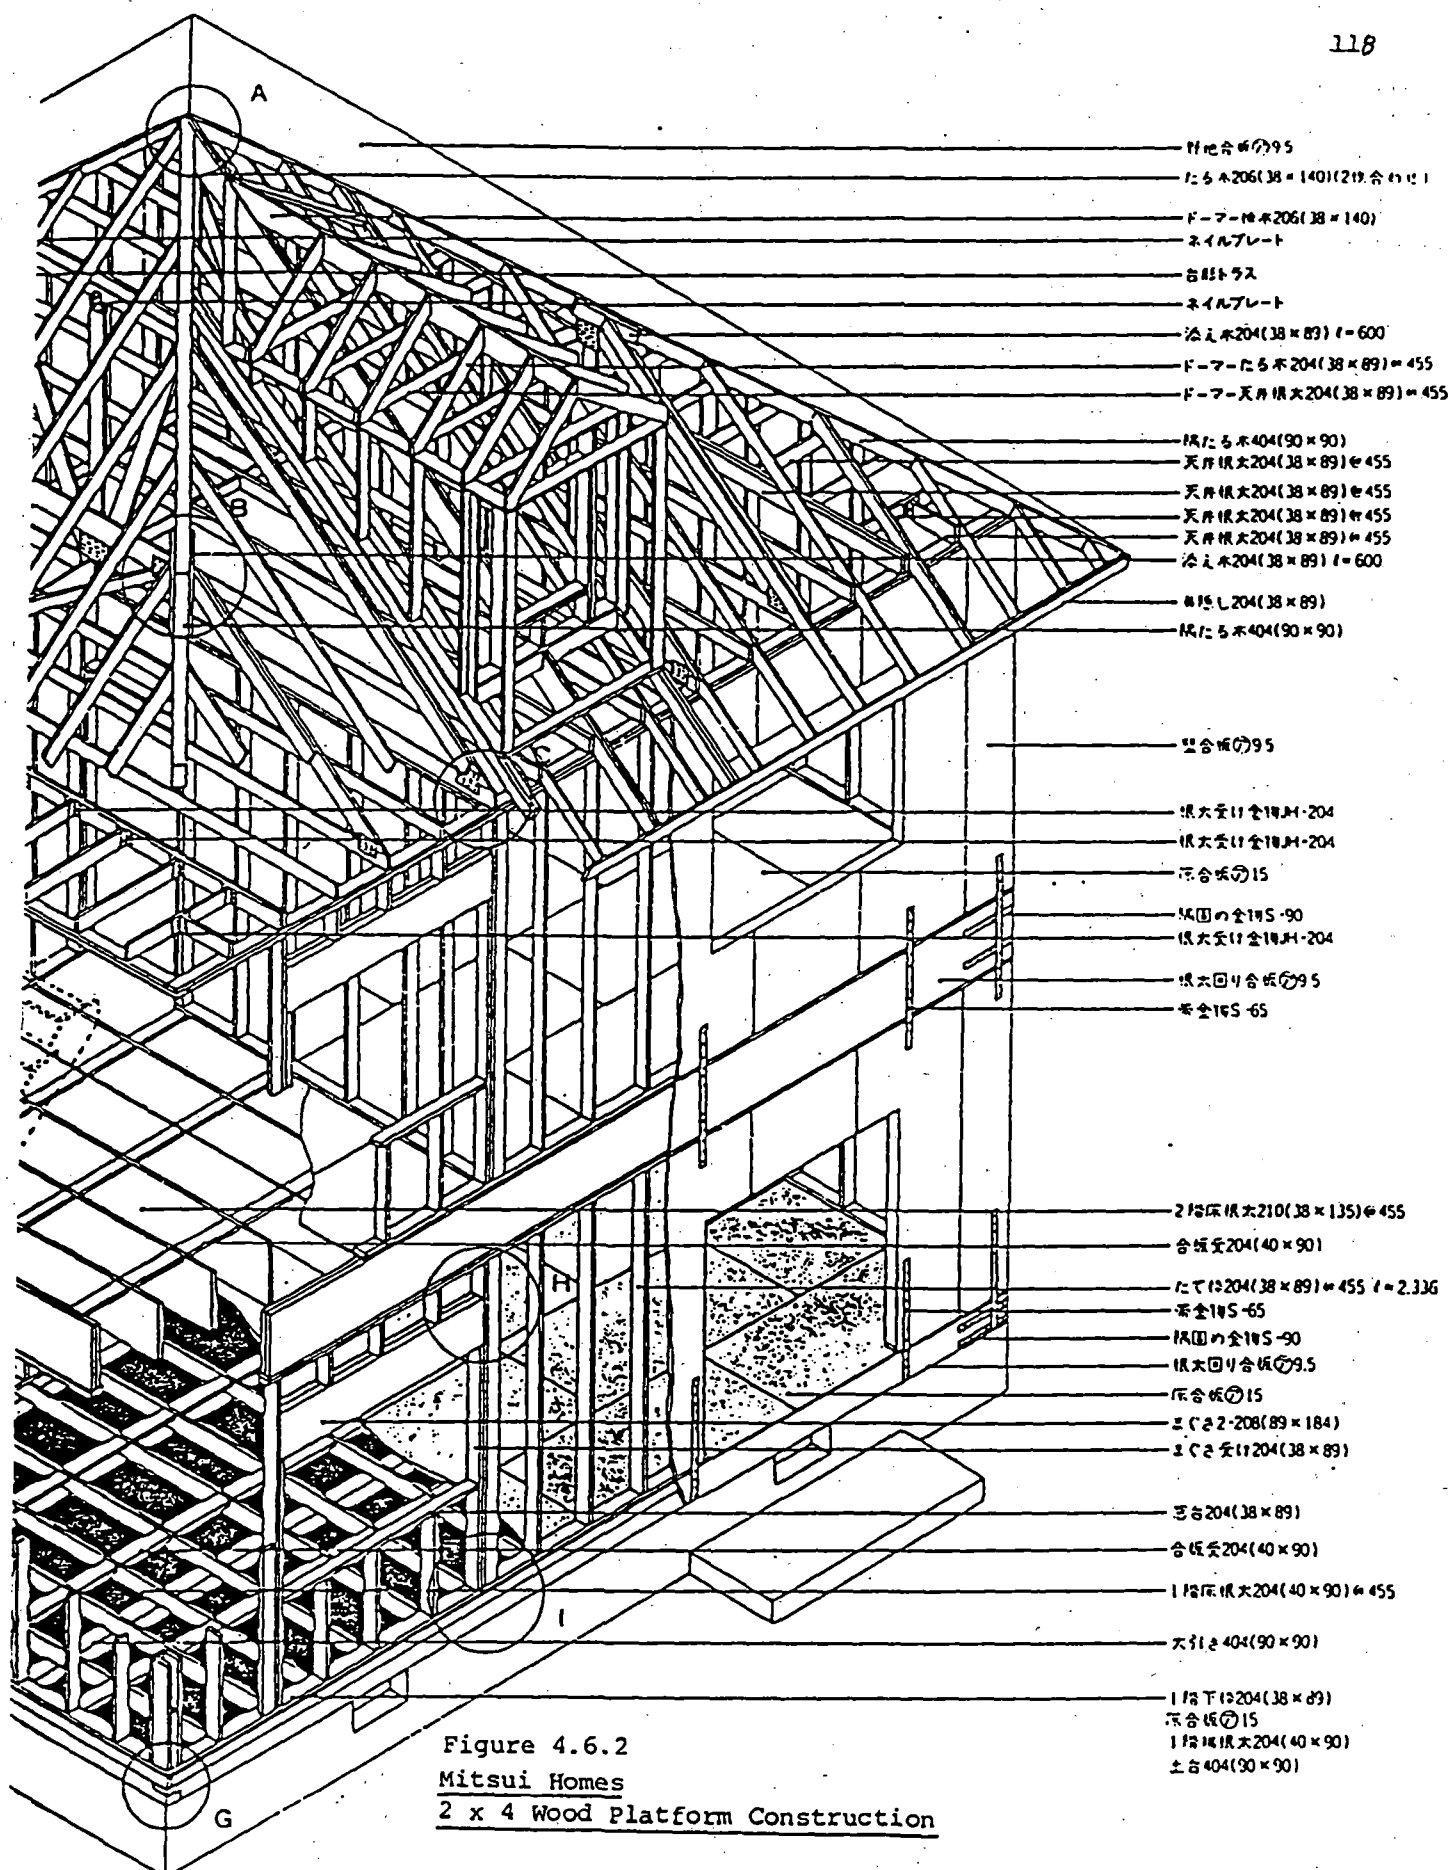 118
A
野地合板㋐9.5
たる木206(38×140)(2枚合わせ)
ドーマー棟木206(38×140)
ネイルプレート
台形トラス
ネイルプレート
添え木204(38×89) ℓ=600
ドーマーたる木204(38×89)@455
ドーマー天井根太204(38×89)@455
隅たる木404(90×90)
天井根太204(38×89)@455
天井根太204(38×89)@455
天井根太204(38×89)@455
天井根太204(38×89)@455
添え木204(38×89) ℓ=600
B
鼻隠し204(38×89)
隅たる木404(90×90)
C
壁合板㋐9.5
根太受け金物JH-204
根太受け金物JH-204
床合板㋐15
隅固め金物S-90
根太受け金物JH-204
根太回り合板㋐9.5
帯金物S-65
2階床根太210(38×135)@455
合板受204(40×90)
H
たて枠204(38×89)@455 ℓ=2.336
帯金物S-65
隅固め金物S-90
根太回り合板㋐9.5
床合板㋐15
まぐさ2-208(89×184)
まぐさ受け204(38×89)
窓台204(38×89)
合板受204(40×90)
1階床根太204(40×90)@455
I
大引き404(90×90)
1階下枠204(38×89)
床合板㋐15
1階端根太204(40×90)
土台404(90×90)
G
Figure 4.6.2
Mitsui Homes
2 x 4 Wood Platform Construction